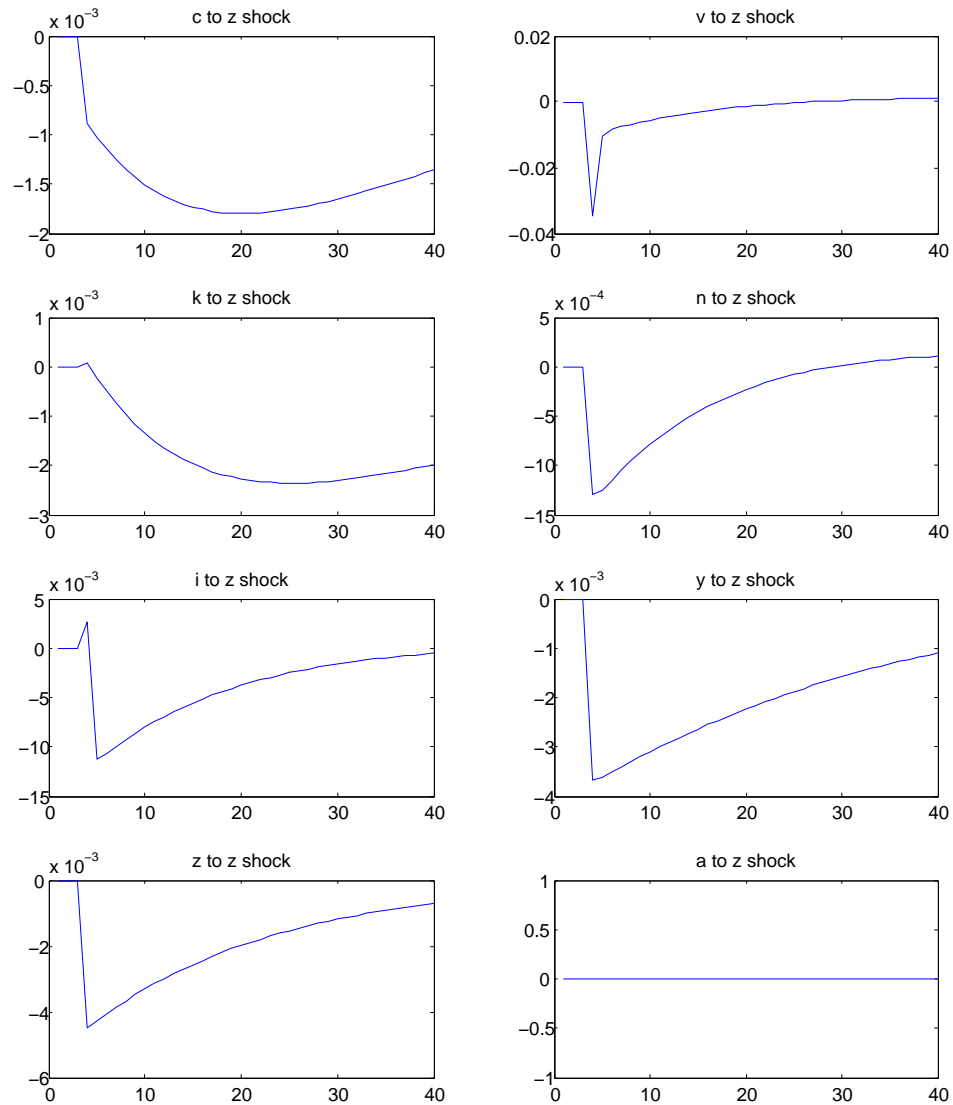 c to z shock
x 10−3
0
−0.5
−1
−1.5
−2
0 10 20 30 40
v to z shock
0.02
0
−0.02
−0.04
0 10 20 30 40
k to z shock
x 10−3
1
0
−1
−2
−3
0 10 20 30 40
n to z shock
x 10−4
5
0
−5
−10
−15
0 10 20 30 40
i to z shock
x 10−3
5
0
−5
−10
−15
0 10 20 30 40
y to z shock
x 10−3
0
−1
−2
−3
−4
0 10 20 30 40
z to z shock
x 10−3
0
−2
−4
−6
0 10 20 30 40
a to z shock
1
0.5
0
−0.5
−1
0 10 20 30 40